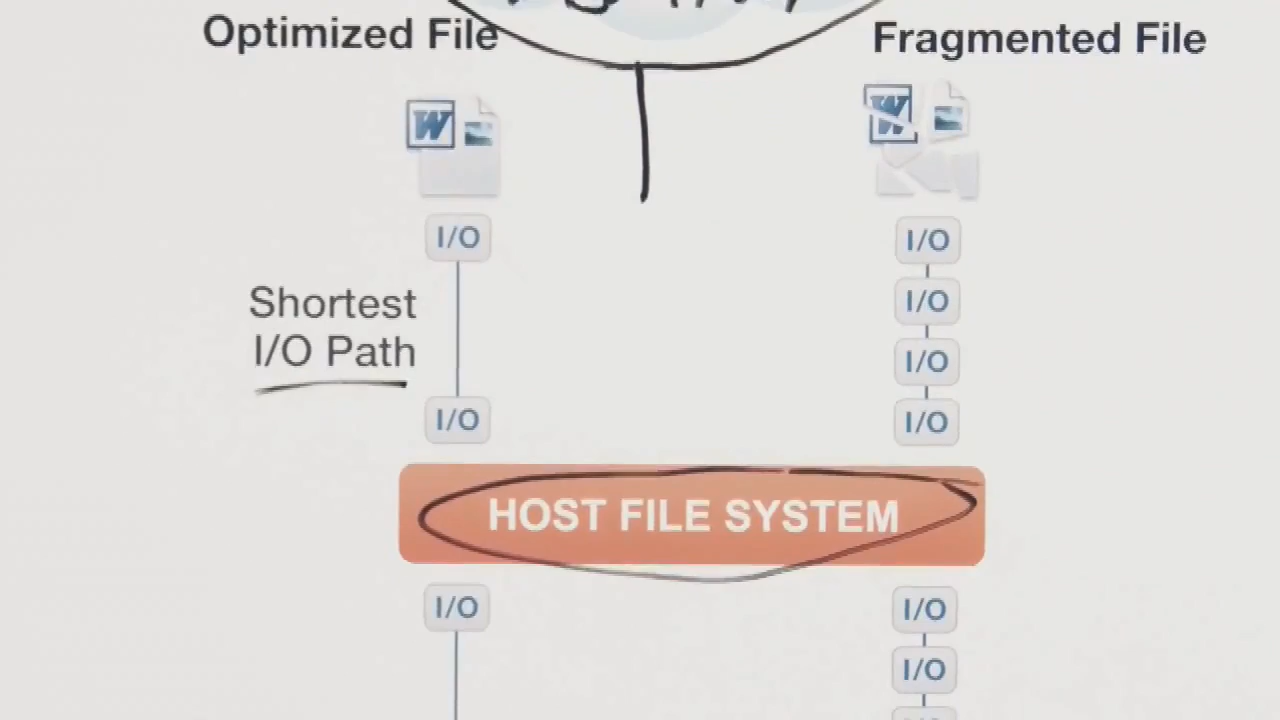 Optimized File
Fragmented File
W
W
I/O
I/O
Shortest
I/O Path
I/O
I/O
I/O
I/O
HOST FILE SYSTEM
I/O
I/O
I/O